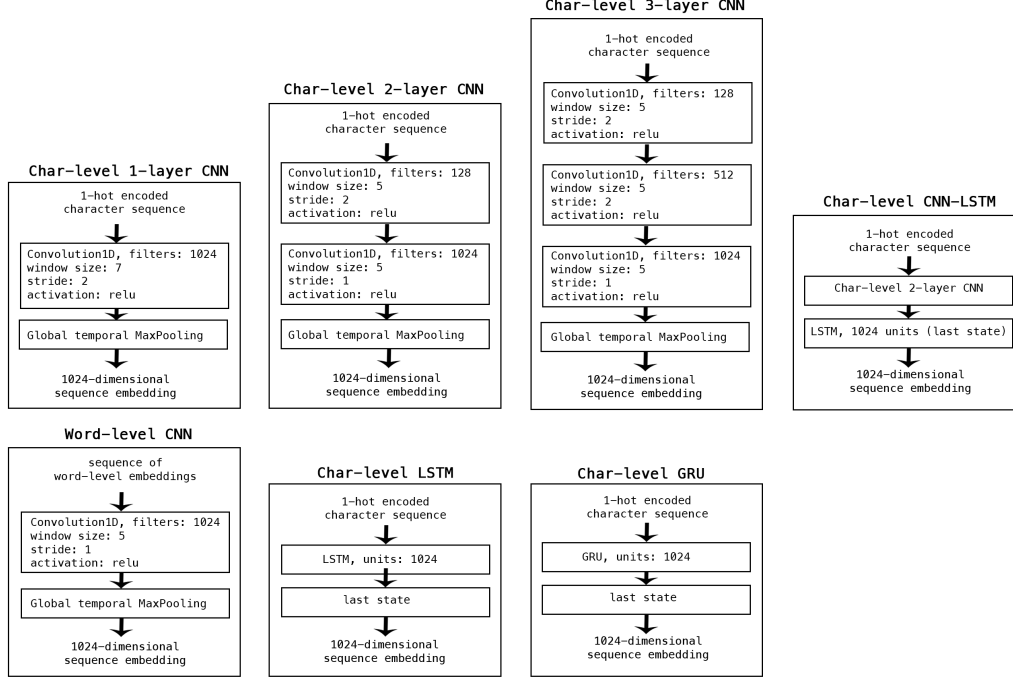 Char-level 3-layer CNN
1-hot encoded
character sequence
Convolution1D, filters: 128
window size: 5
stride: 2
activation: relu
Convolution1D, filters: 512
window size: 5
stride: 2
activation: relu
Convolution1D, filters: 1024
window size: 5
stride: 1
activation: relu
Global temporal MaxPooling
1024-dimensional
sequence embedding
Char-level 2-layer CNN
1-hot encoded
character sequence
Convolution1D, filters: 128
window size: 5
stride: 2
activation: relu
Convolution1D, filters: 1024
window size: 5
stride: 1
activation: relu
Global temporal MaxPooling
1024-dimensional
sequence embedding
Char-level 1-layer CNN
1-hot encoded
character sequence
Convolution1D, filters: 1024
window size: 7
stride: 2
activation: relu
Global temporal MaxPooling
1024-dimensional
sequence embedding
Char-level CNN-LSTM
1-hot encoded
character sequence
Char-level 2-layer CNN
LSTM, 1024 units (last state)
1024-dimensional
sequence embedding
Word-level CNN
sequence of
word-level embeddings
Convolution1D, filters: 1024
window size: 5
stride: 1
activation: relu
Global temporal MaxPooling
1024-dimensional
sequence embedding
Char-level LSTM
1-hot encoded
character sequence
LSTM, units: 1024
last state
1024-dimensional
sequence embedding
Char-level GRU
1-hot encoded
character sequence
GRU, units: 1024
last state
1024-dimensional
sequence embedding